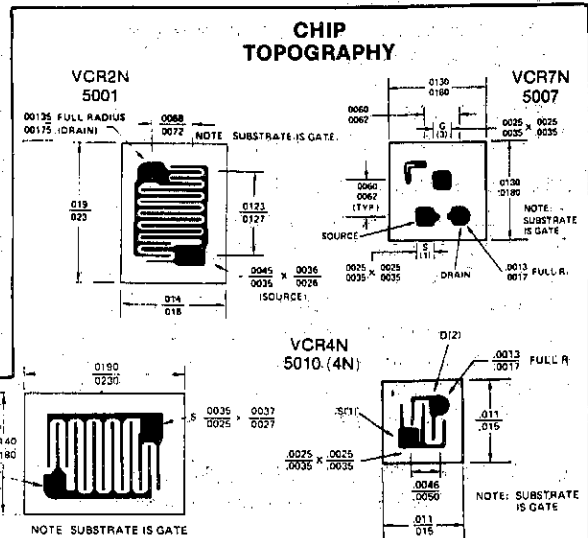 CHIP
TOPOGRAPHY
VCR2N
5001
VCR7N
5007
.00135 FULL RADIUS
.00175 (DRAIN)
.0068
.0072
NOTE SUBSTRATE IS GATE.
.019
.023
.0123
.0127
.0045 x .0036
.0035 .0026
(SOURCE)
.014
.018
.0130
.0180
.0060
.0062
G
(3)
.0025 x .0025
.0035 .0035
.0060
.0062
(TYP.)
.0130
.0180
NOTE:
SUBSTRATE
IS GATE
SOURCE
S
(1)
.0025 x .0025
.0035 .0035
DRAIN
.0013
.0017 FULL R.
VCR4N
5010 (4N)
.0190
.0230
140
180
S .0035 x .0037
.0025 .0027
NOTE SUBSTRATE IS GATE
D(2)
.0013
.0017 FULL R
S(1)
.011
.015
.0025 x .0025
.0035 .0035
.0046
.0050
NOTE: SUBSTRATE
IS GATE
.011
.015